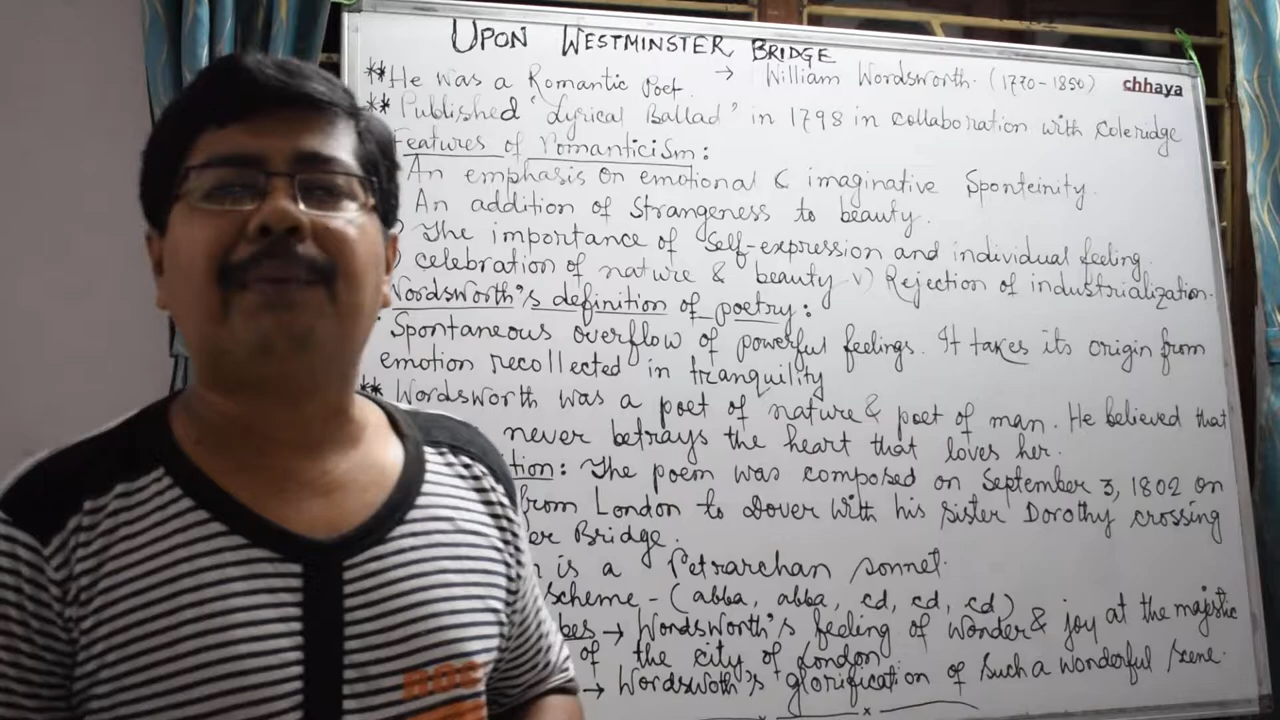 UPON WESTMINSTER BRIDGE
→ William Wordsworth. (1770-1850)
chhaya
** He was a Romantic Poet.
** Published 'Lyrical Ballad' in 1798 in collaboration with Coleridge
Features of Romanticism:
An emphasis on emotional & imaginative Sponteinity.
An addition of strangeness to beauty.
The importance of self-expression and individual feeling.
celebration of nature & beauty v) Rejection of industrialization.
Wordsworth's definition of poetry:
Spontaneous overflow of powerful feelings. It takes its origin from
emotion recollected in tranquility
** Wordsworth was a poet of nature & poet of man. He believed that
never betrays the heart that loves her.
tion: The poem was composed on September 3, 1802 on
from London to Dover with his sister Dorothy crossing
er Bridge.
is a Petrarchan sonnet.
scheme - (abba, abba, cd, cd, cd)
bes → Wordsworth's feeling of wonder & joy at the majestic
of the city of London
→ Wordswoth's glorification of such a wonderful scene.